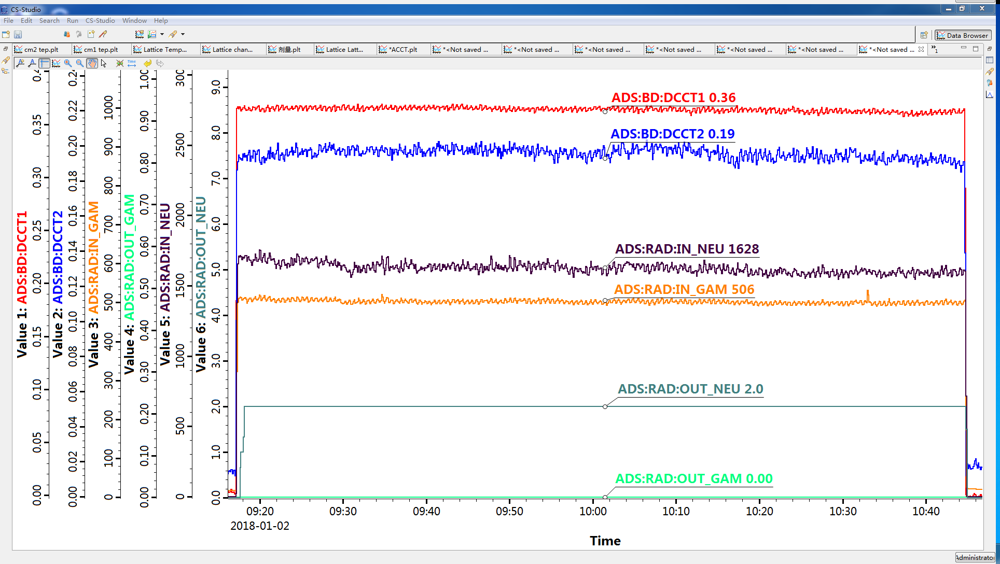 CS-Studio
File Edit Search Run CS-Studio Window Help
Data Browser
cm2 tep.plt cm1 tep.plt Lattice Temp... Lattice chan... 剂量.plt Lattice Latt... *ACCT.plt *<Not saved ... *<Not saved ... *<Not saved ... *<Not saved ... *<Not saved ... *<Not saved ... *<Not saved ... »1
Time
Value 1: ADS:BD:DCCT1
0.35 0.30 0.25 0.20 0.15 0.10 0.05 0.00
Value 2: ADS:BD:DCCT2
0.22 0.20 0.18 0.16 0.14 0.12 0.10 0.08 0.06 0.04 0.02 0.00
Value 3: ADS:RAD:IN_GAM
1000 900 800 700 600 500 400 300 200 100 0
Value 4: ADS:RAD:OUT_GAM
0.90 0.80 0.70 0.60 0.50 0.40 0.30 0.20 0.10 0.00
Value 5: ADS:RAD:IN_NEU
2500 2000 1500 1000 500 0
Value 6: ADS:RAD:OUT_NEU
9.0 8.0 7.0 6.0 5.0 4.0 3.0 2.0 1.0 0.0
ADS:BD:DCCT1 0.36
ADS:BD:DCCT2 0.19
ADS:RAD:IN_NEU 1628
ADS:RAD:IN_GAM 506
ADS:RAD:OUT_NEU 2.0
ADS:RAD:OUT_GAM 0.00
09:20 09:30 09:40 09:50 10:00 10:10 10:20 10:30 10:40
2018-01-02
Time